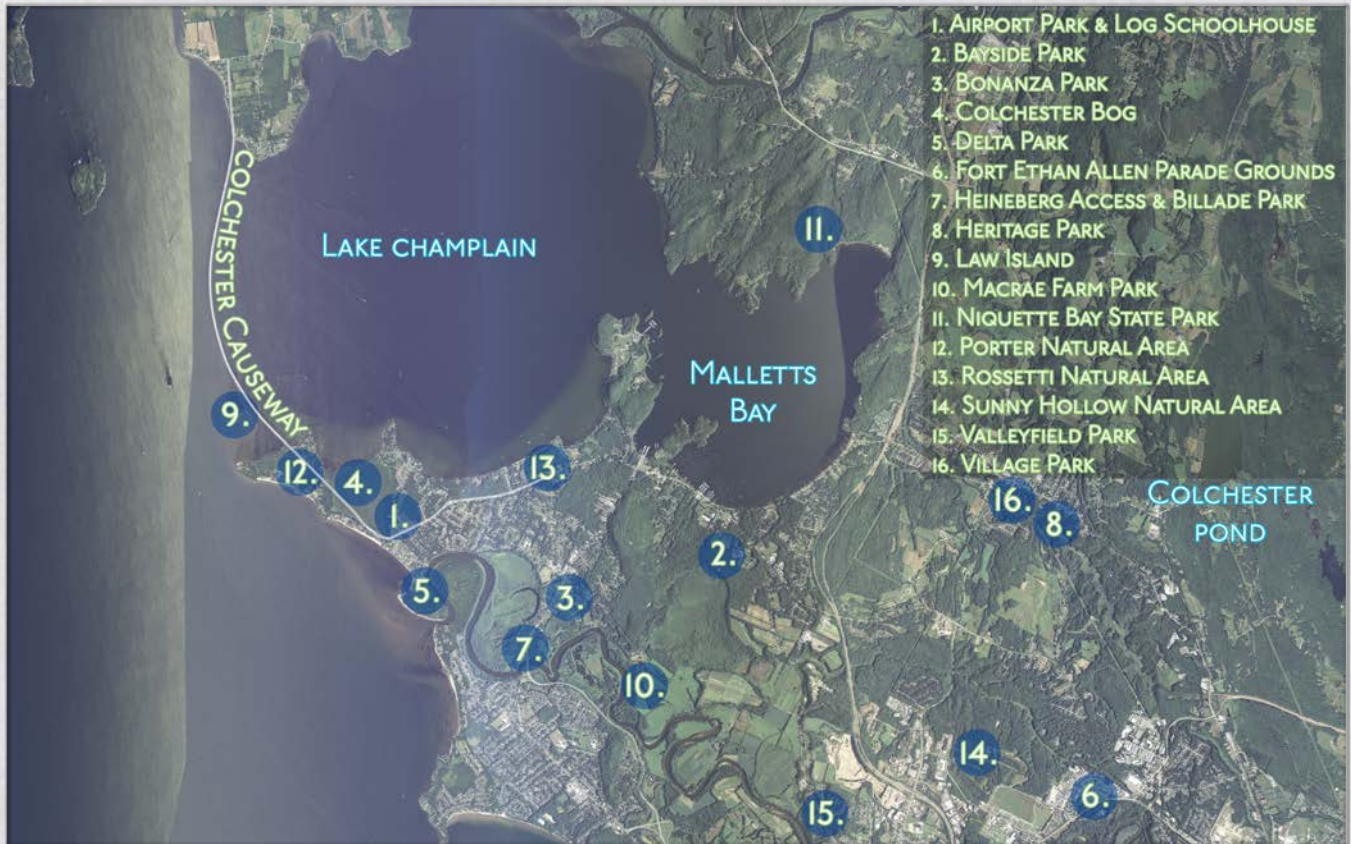 1. Airport Park & Log Schoolhouse
2. Bayside Park
3. Bonanza Park
4. Colchester Bog
5. Delta Park
6. Fort Ethan Allen Parade Grounds
7. Heineberg Access & Billade Park
8. Heritage Park
9. Law Island
10. Macrae Farm Park
11. Niquette Bay State Park
12. Porter Natural Area
13. Rossetti Natural Area
14. Sunny Hollow Natural Area
15. Valleyfield Park
16. Village Park
Colchester Causeway
Lake champlain
11.
Malletts
Bay
9.
12.
4.
13.
1.
16.
8.
Colchester
pond
2.
5.
3.
7.
10.
14.
6.
15.